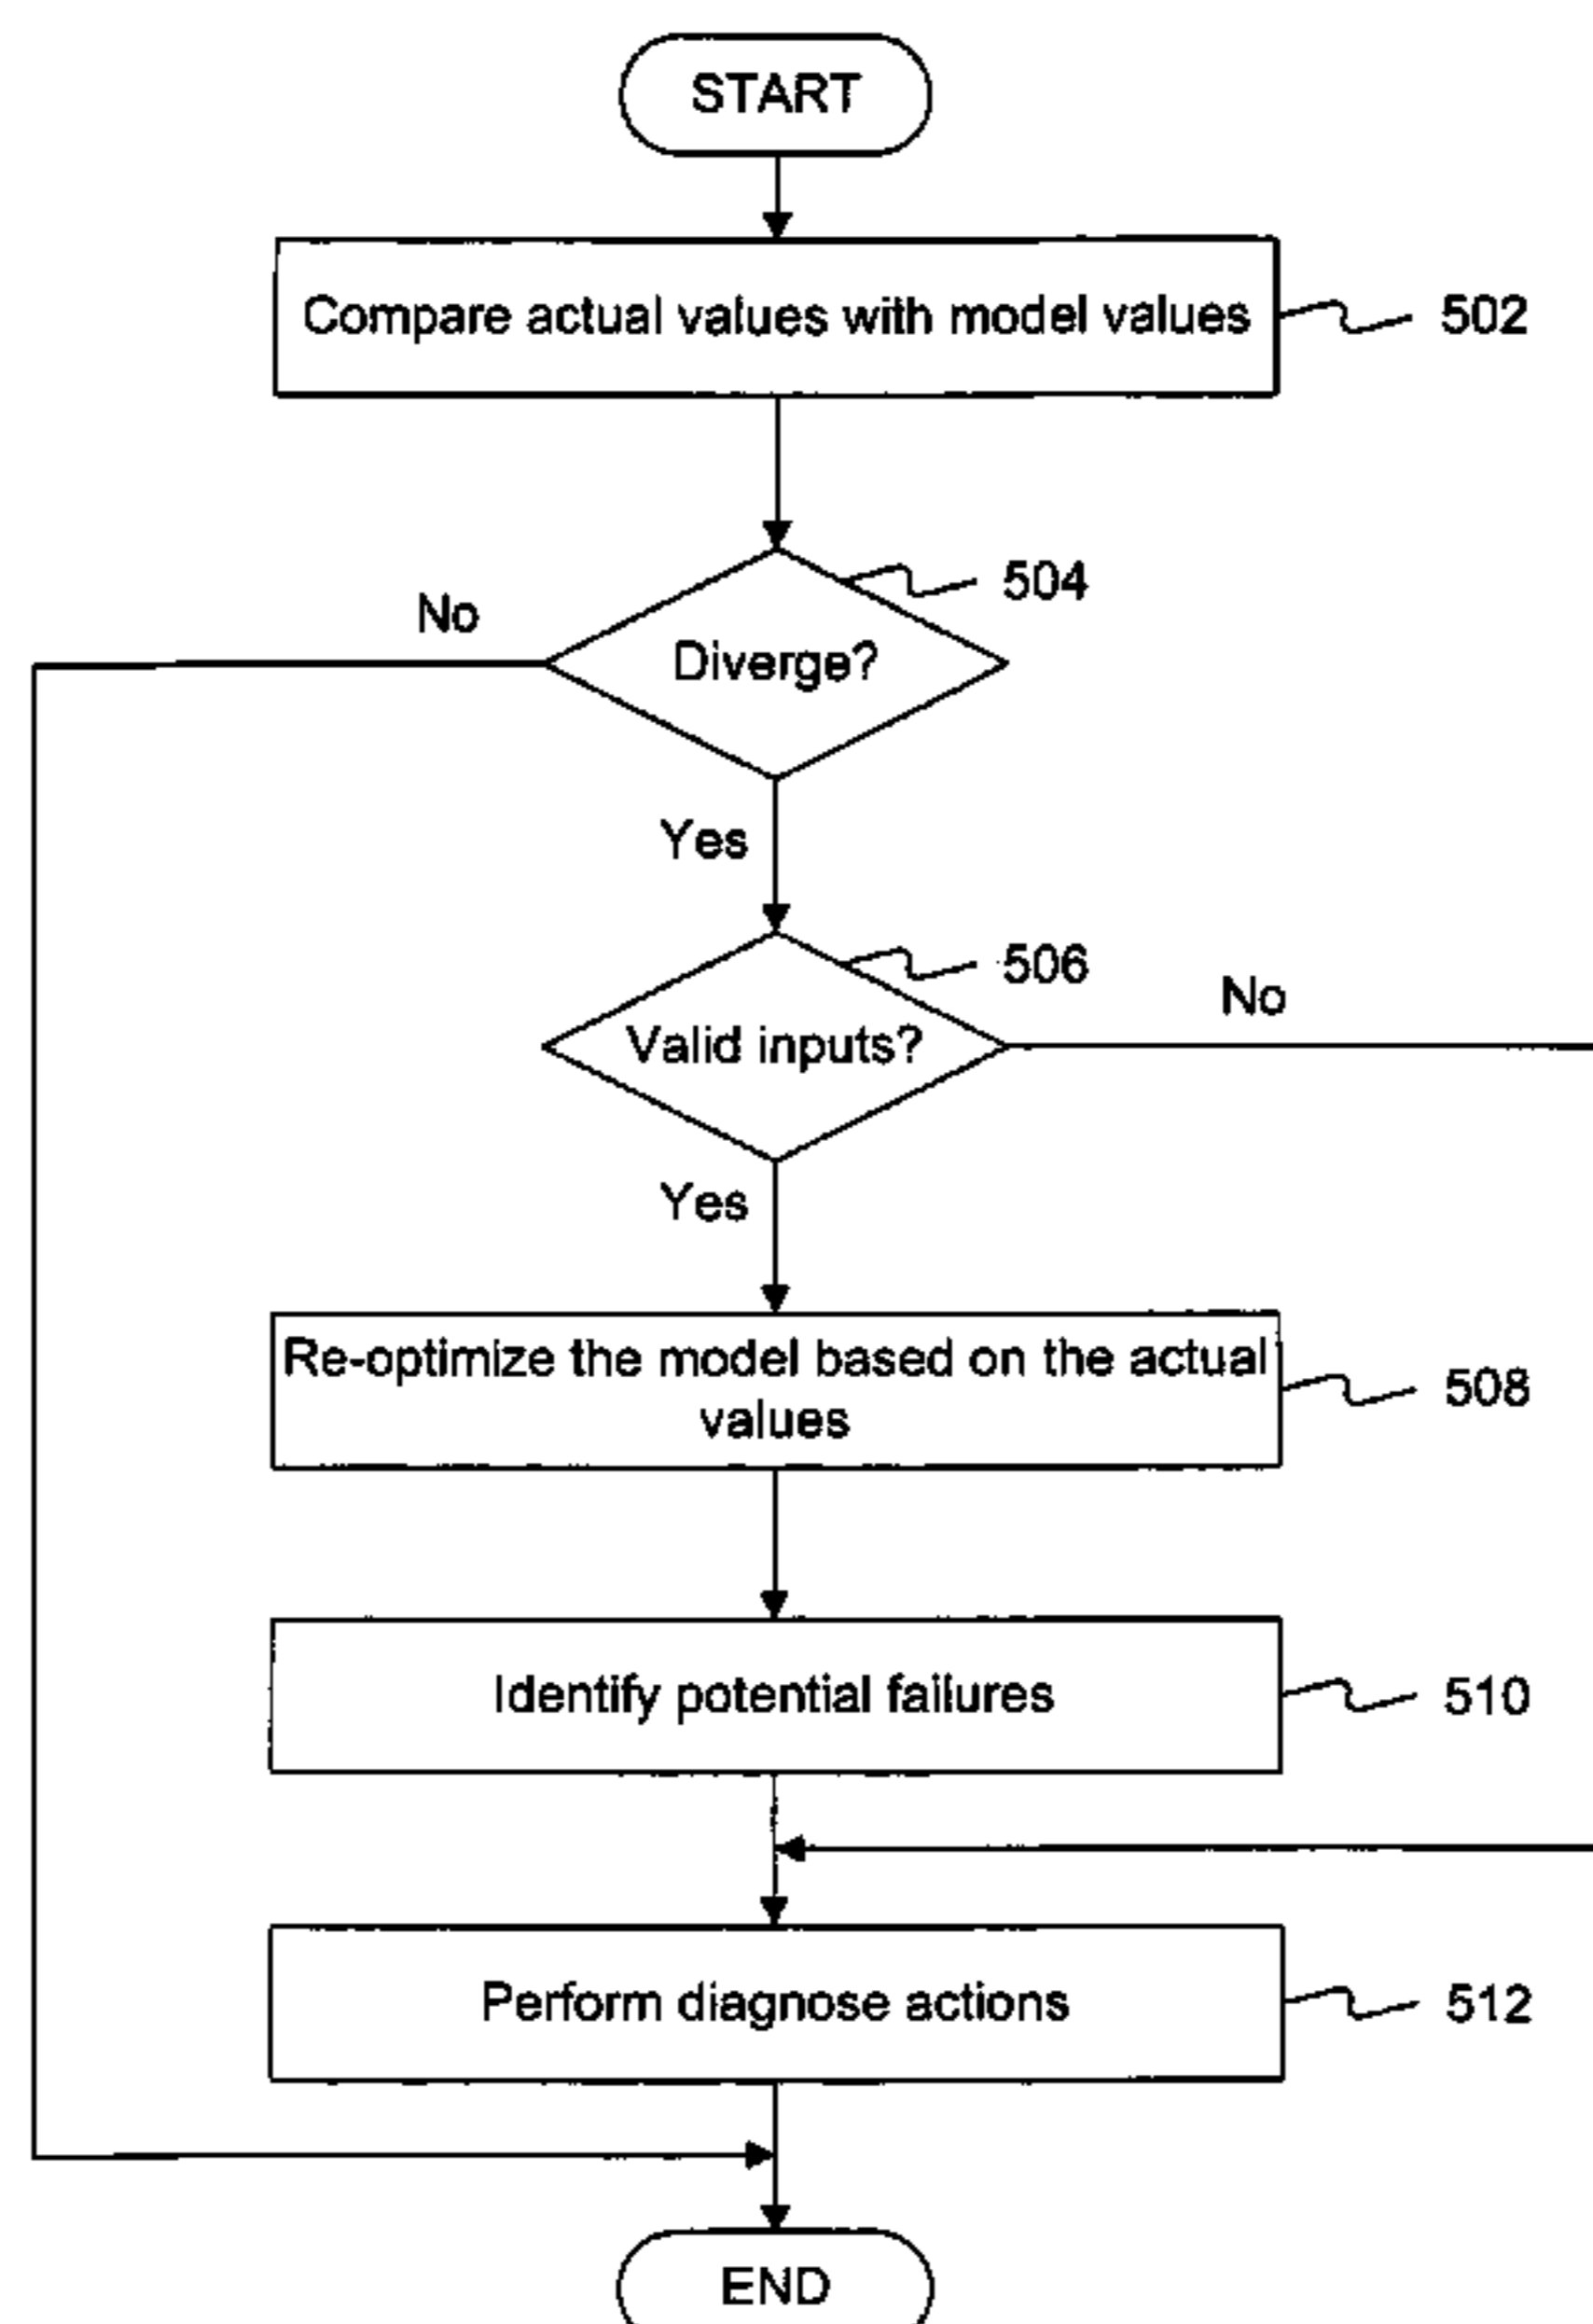 START
Compare actual values with model values
502
504
No
Diverge?
Yes
506
No
Valid inputs?
Yes
Re-optimize the model based on the actual
values
508
Identify potential failures
510
Perform diagnose actions
512
END